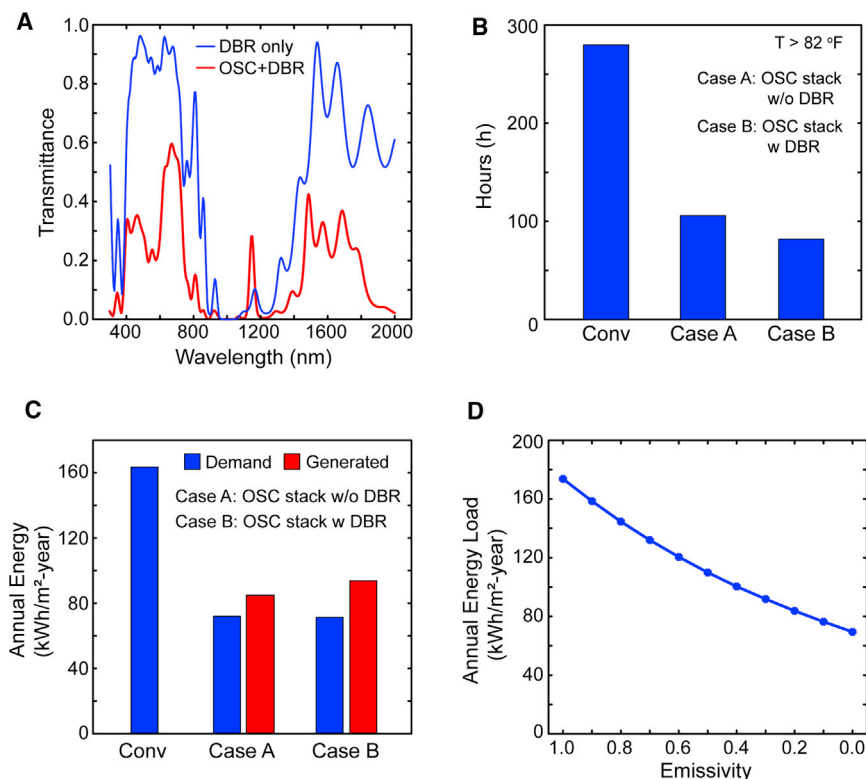 A
1.0
0.8
0.6
0.4
0.2
0.0
Transmittance
DBR only
OSC+DBR
400
800
1200
1600
2000
Wavelength (nm)
B
300
200
100
0
Hours (h)
T > 82 ºF
Case A: OSC stack
w/o DBR
Case B: OSC stack
w DBR
Conv
Case A
Case B
C
160
120
80
40
0
Annual Energy
(kWh/m²-year)
Demand
Generated
Case A: OSC stack w/o DBR
Case B: OSC stack w DBR
Conv
Case A
Case B
D
200
160
120
80
40
0
Annual Energy Load
(kWh/m²-year)
1.0
0.8
0.6
0.4
0.2
0.0
Emissivity